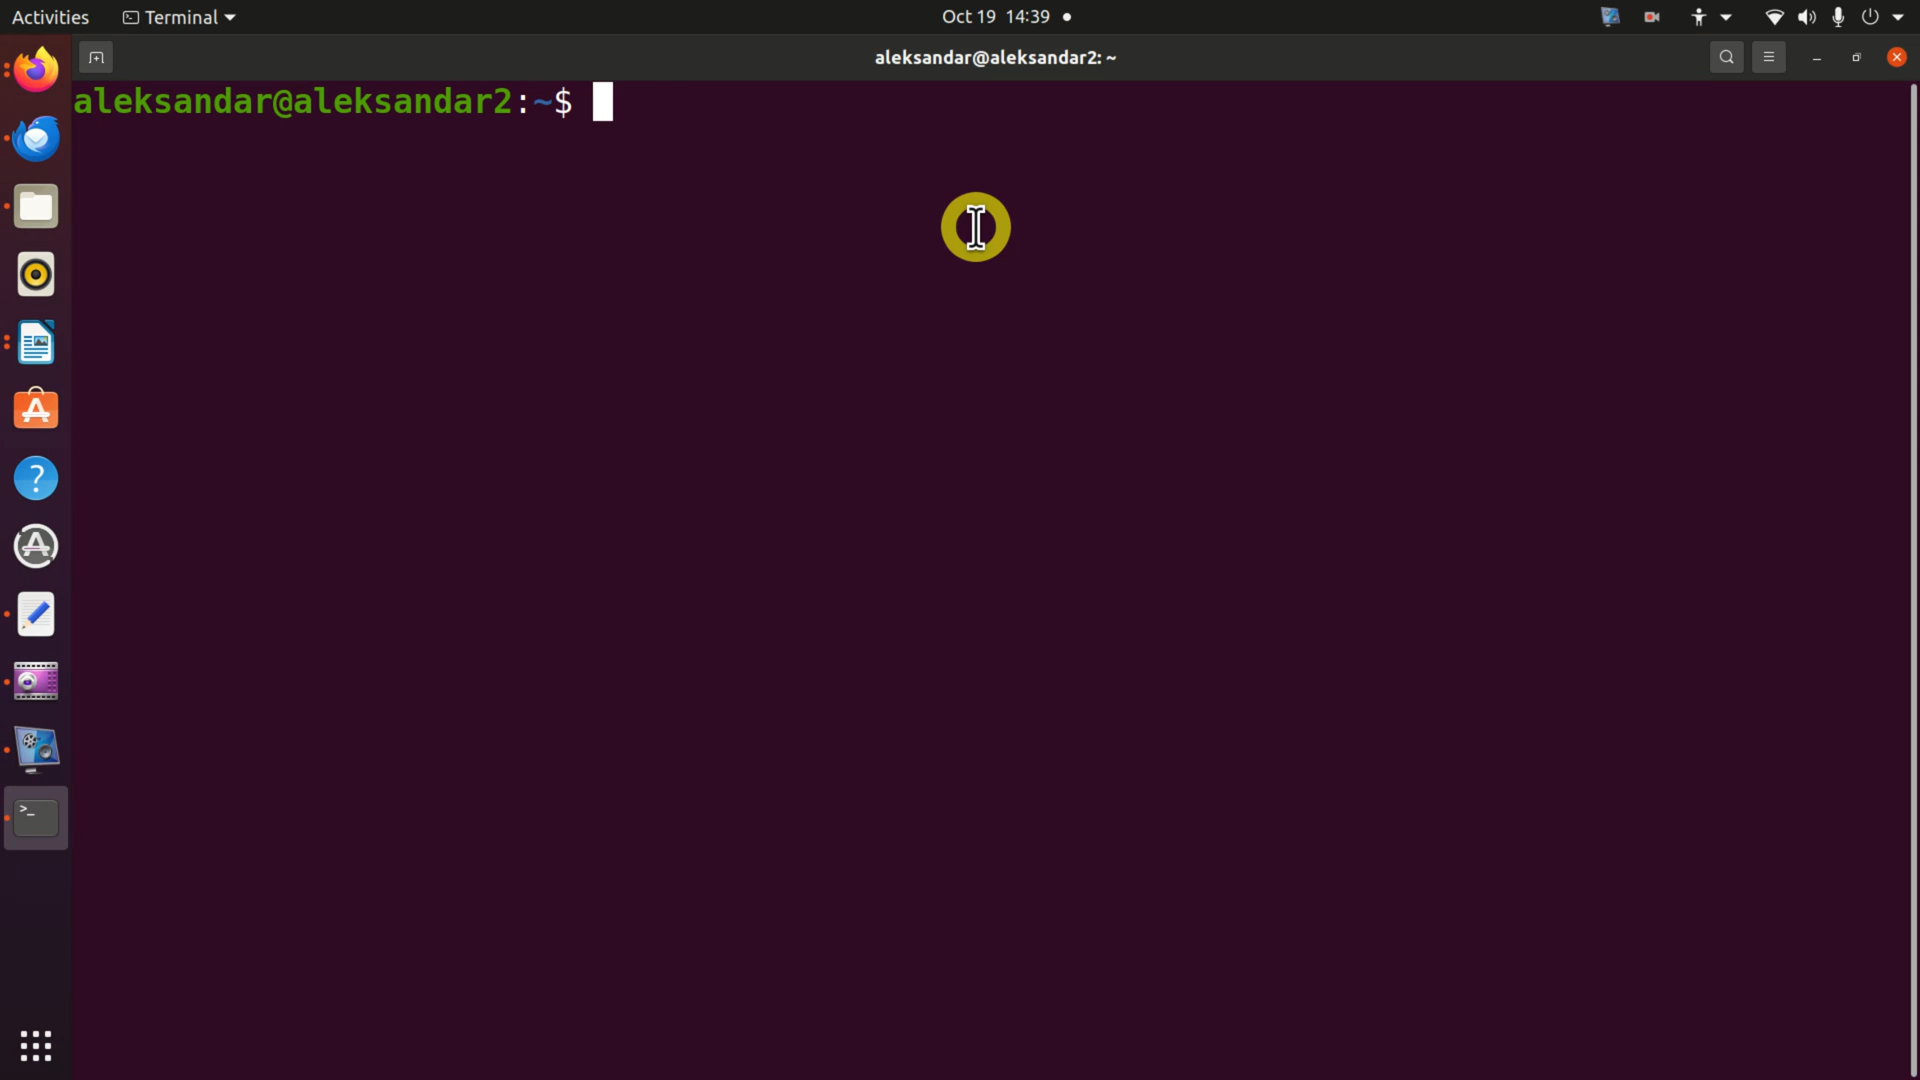 Activities Terminal Oct 19 14:39
aleksandar@aleksandar2: ~
aleksandar@aleksandar2:~$